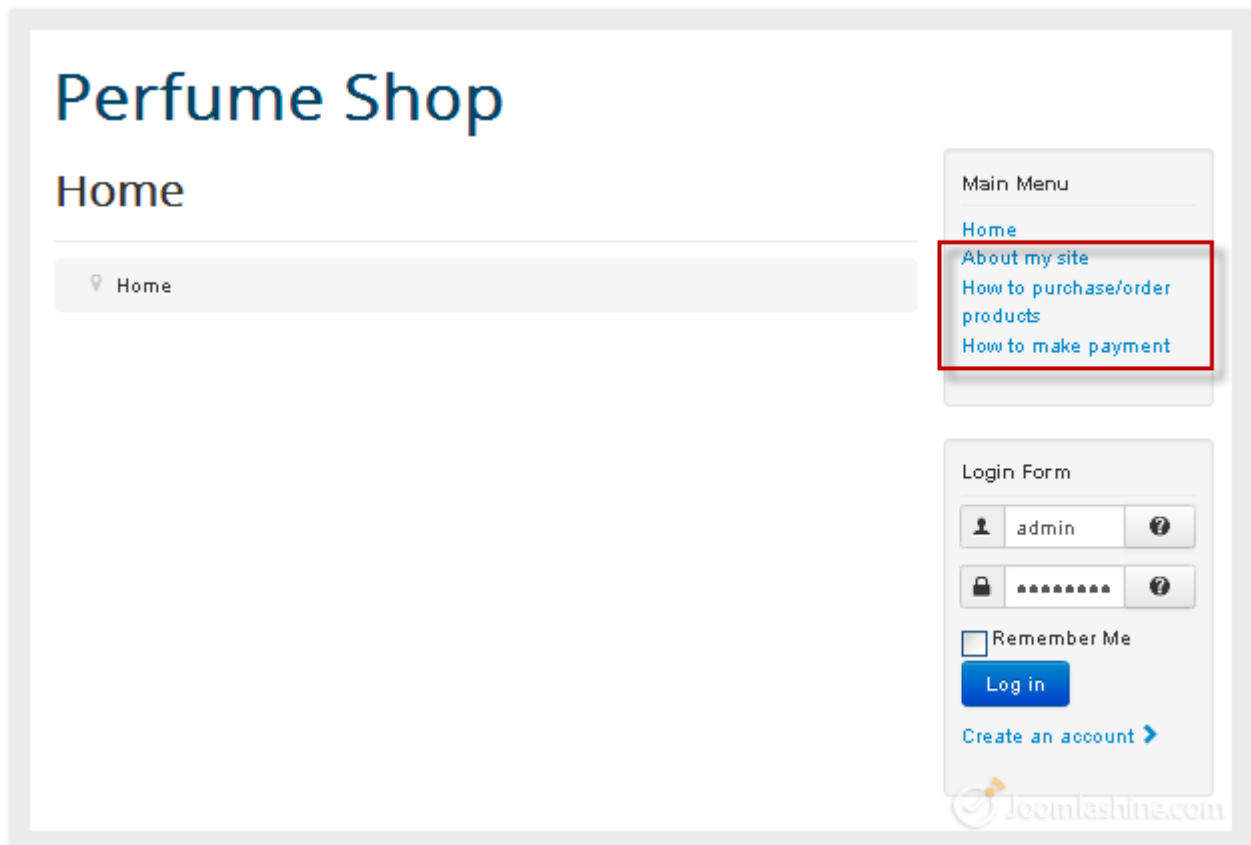 Perfume Shop
Home
Home
Main Menu
Home
About my site
How to purchase/order
products
How to make payment
Login Form
admin
Remember Me
Log in
Create an account
Joomlashine.com